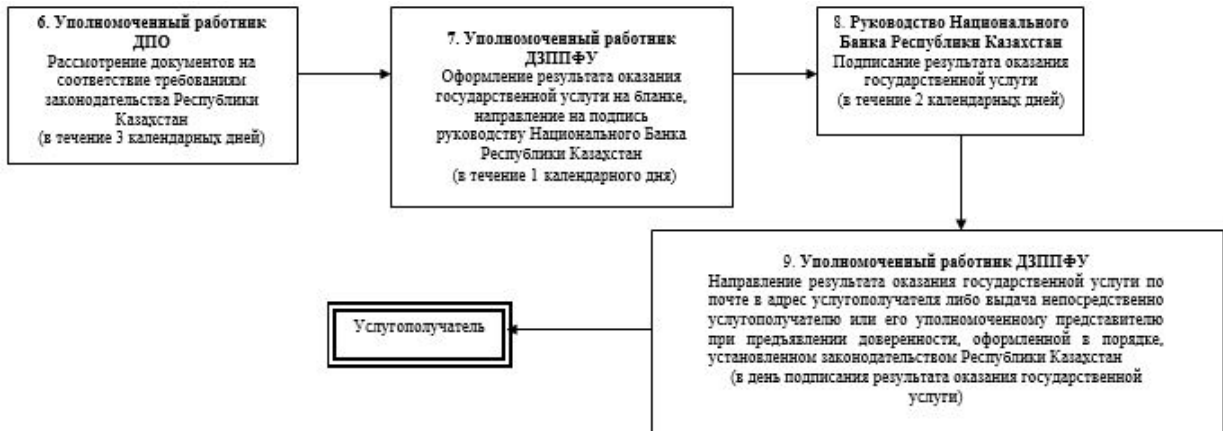 6. Уполномоченный работник
ДПО
Рассмотрение документов на
соответствие требованиям
законодательства Республики
Казахстан
(в течение 3 календарных дней)
7. Уполномоченный работник
ДЗППФУ
Оформление результата оказания
государственной услуги на бланке,
направление на подпись
руководству Национального Банка
Республики Казахстан
(в течение 1 календарного дня)
8. Руководство Национального
Банка Республики Казахстан
Подписание результата оказания
государственной услуги
(в течение 2 календарных дней)
9. Уполномоченный работник ДЗППФУ
Направление результата оказания государственной услуги по
почте в адрес услугополучателя либо выдача непосредственно
услугополучателю или его уполномоченному представителю
при предъявлении доверенности, оформленной в порядке,
установленном законодательством Республики Казахстан
(в день подписания результата оказания государственной
услуги)
Услугополучатель